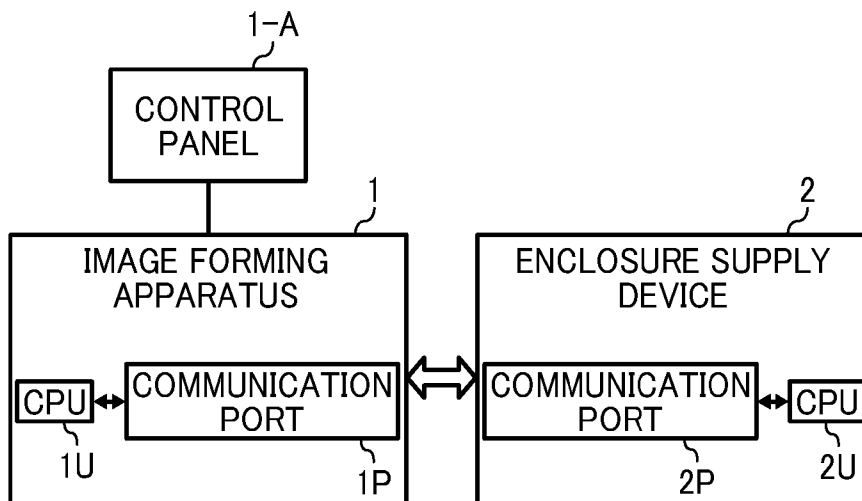 1-A
CONTROL
PANEL
1
2
IMAGE FORMING
APPARATUS
ENCLOSURE SUPPLY
DEVICE
CPU
COMMUNICATION
PORT
COMMUNICATION
PORT
CPU
1U
1P
2P
2U